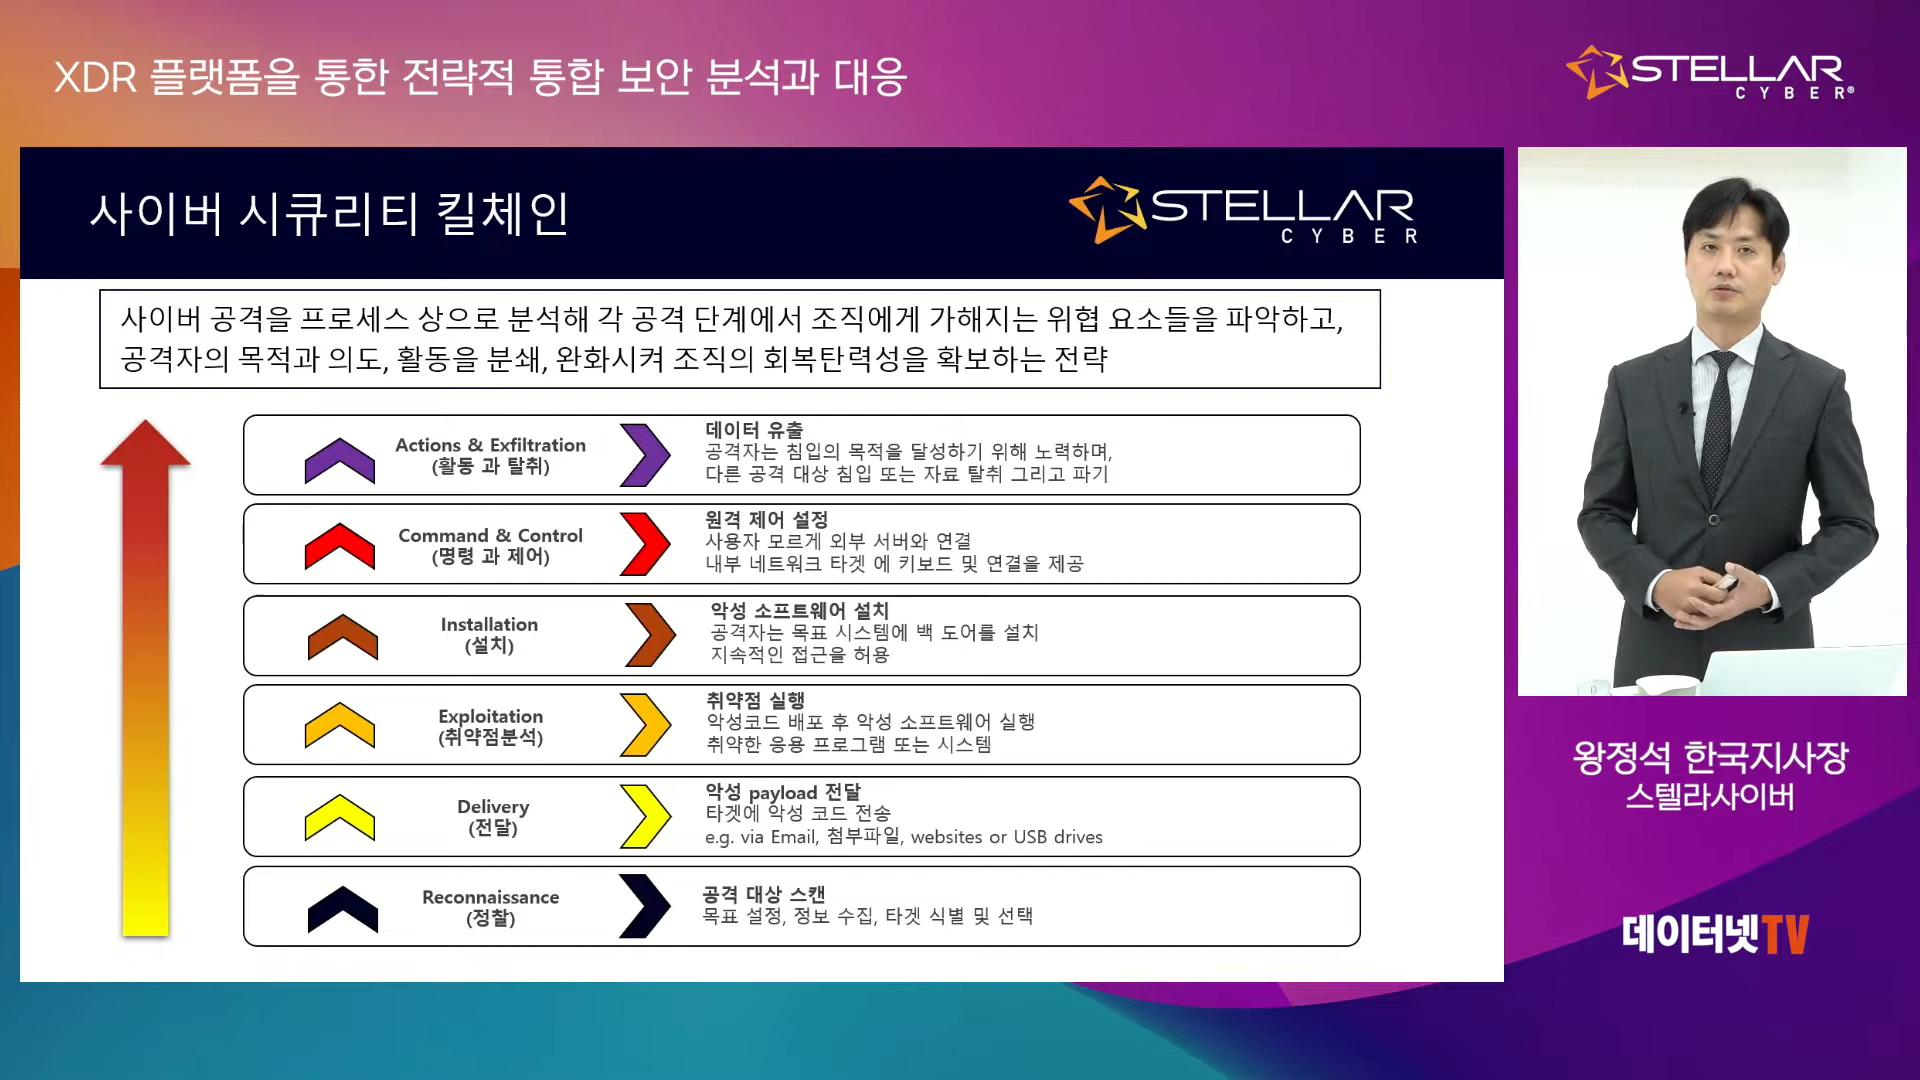 XDR 플랫폼을 통한 전략적 통합 보안 분석과 대응
STELLAR
CYBER®
사이버 시큐리티 킬체인
STELLAR
CYBER
사이버 공격을 프로세스 상으로 분석해 각 공격 단계에서 조직에게 가해지는 위협 요소들을 파악하고,
공격자의 목적과 의도, 활동을 분쇄, 완화시켜 조직의 회복탄력성을 확보하는 전략
Actions & Exfiltration
(활동 과 탈취)
데이터 유출
공격자는 침입의 목적을 달성하기 위해 노력하며,
다른 공격 대상 침입 또는 자료 탈취 그리고 파기
Command & Control
(명령 과 제어)
원격 제어 설정
사용자 모르게 외부 서버와 연결
내부 네트워크 타겟 에 키보드 및 연결을 제공
Installation
(설치)
악성 소프트웨어 설치
공격자는 목표 시스템에 백 도어를 설치
지속적인 접근을 허용
Exploitation
(취약점분석)
취약점 실행
악성코드 배포 후 악성 소프트웨어 실행
취약한 응용 프로그램 또는 시스템
Delivery
(전달)
악성 payload 전달
타겟에 악성 코드 전송
e.g. via Email, 첨부파일, websites or USB drives
Reconnaissance
(정찰)
공격 대상 스캔
목표 설정, 정보 수집, 타겟 식별 및 선택
왕정석 한국지사장
스텔라사이버
데이터넷TV